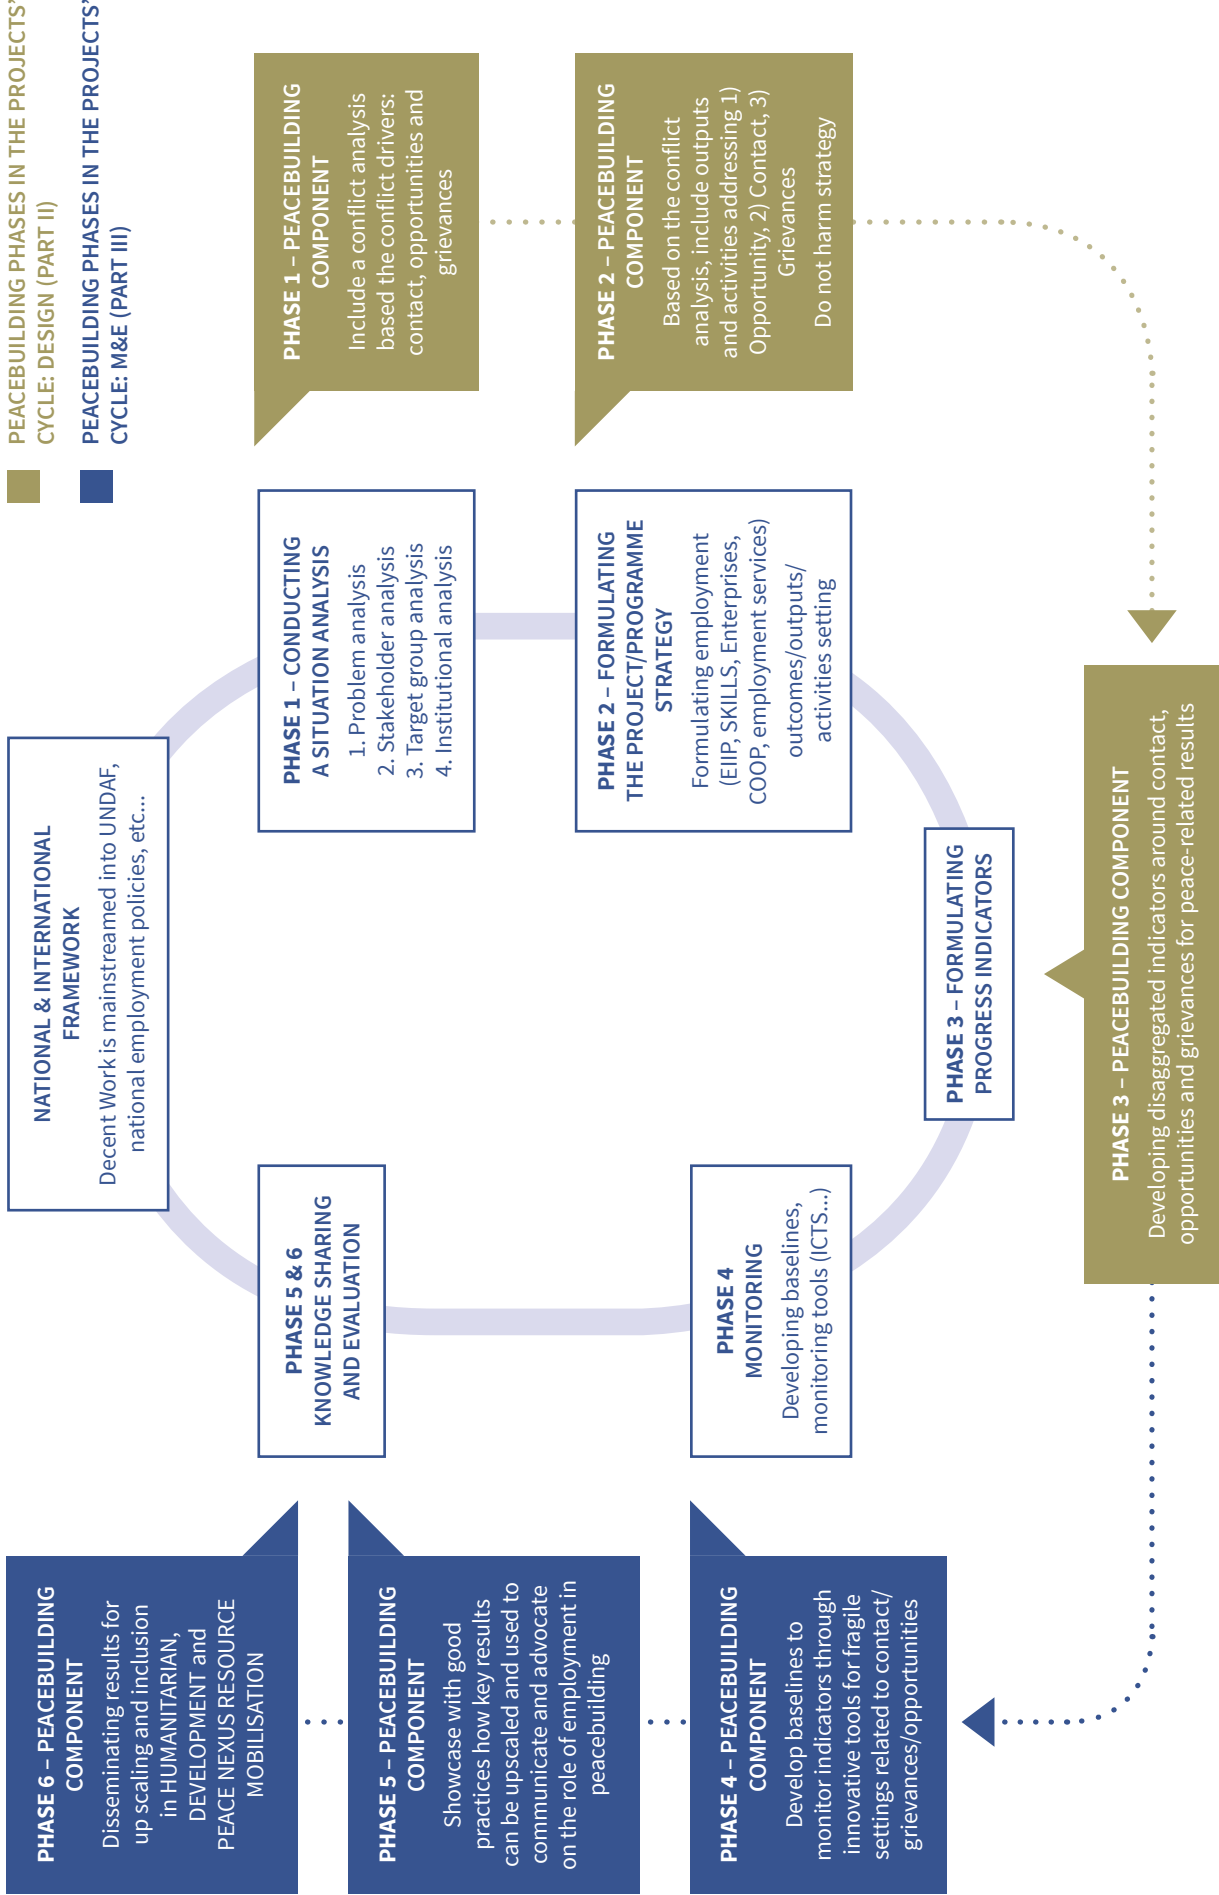 PEACEBUILDING PHASES IN THE PROJECTS'
CYCLE: DESIGN (PART II)
PEACEBUILDING PHASES IN THE PROJECTS'
CYCLE: M&E (PART III)
NATIONAL & INTERNATIONAL
FRAMEWORK
Decent Work is mainstreamed into UNDAF,
national employment policies, etc...
PHASE 1 – CONDUCTING
A SITUATION ANALYSIS
1. Problem analysis
2. Stakeholder analysis
3. Target group analysis
4. Institutional analysis
PHASE 1 – PEACEBUILDING
COMPONENT
Include a conflict analysis
based the conflict drivers:
contact, opportunities and
grievances
PHASE 2 – FORMULATING
THE PROJECT/PROGRAMME
STRATEGY
Formulating employment
(EIIP, SKILLS, Enterprises,
COOP, employment services)
outcomes/outputs/
activities setting
PHASE 2 – PEACEBUILDING
COMPONENT
Based on the conflict
analysis, include outputs
and activities addressing 1)
Opportunity, 2) Contact, 3)
Grievances
Do not harm strategy
PHASE 3 – FORMULATING
PROGRESS INDICATORS
PHASE 3 – PEACEBUILDING COMPONENT
Developing disaggregated indicators around contact,
opportunities and grievances for peace-related results
PHASE 4
MONITORING
Developing baselines,
monitoring tools (ICTS...)
PHASE 4 – PEACEBUILDING
COMPONENT
Develop baselines to
monitor indicators through
innovative tools for fragile
settings related to contact/
grievances/opportunities
PHASE 5 & 6
KNOWLEDGE SHARING
AND EVALUATION
PHASE 5 – PEACEBUILDING
COMPONENT
Showcase with good
practices how key results
can be upscaled and used to
communicate and advocate
on the role of employment in
peacebuilding
PHASE 6 – PEACEBUILDING
COMPONENT
Disseminating results for
up scaling and inclusion
in HUMANITARIAN,
DEVELOPMENT and
PEACE NEXUS RESOURCE
MOBILISATION